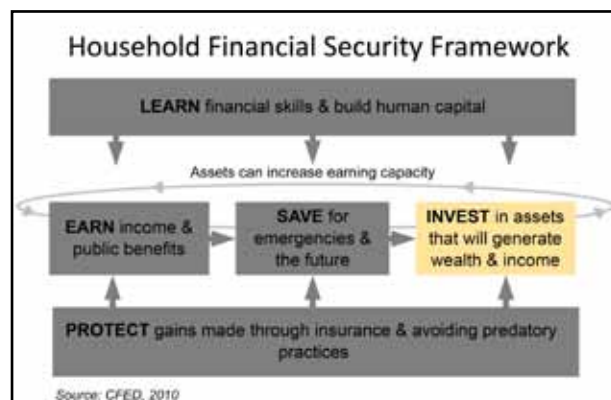 Household Financial Security Framework
LEARN financial skills & build human capital
Assets can increase earning capacity
EARN income &
public benefits
SAVE for
emergencies &
the future
INVEST in assets
that will generate
wealth & income
PROTECT gains made through insurance & avoiding predatory
practices
Source: CFED, 2010